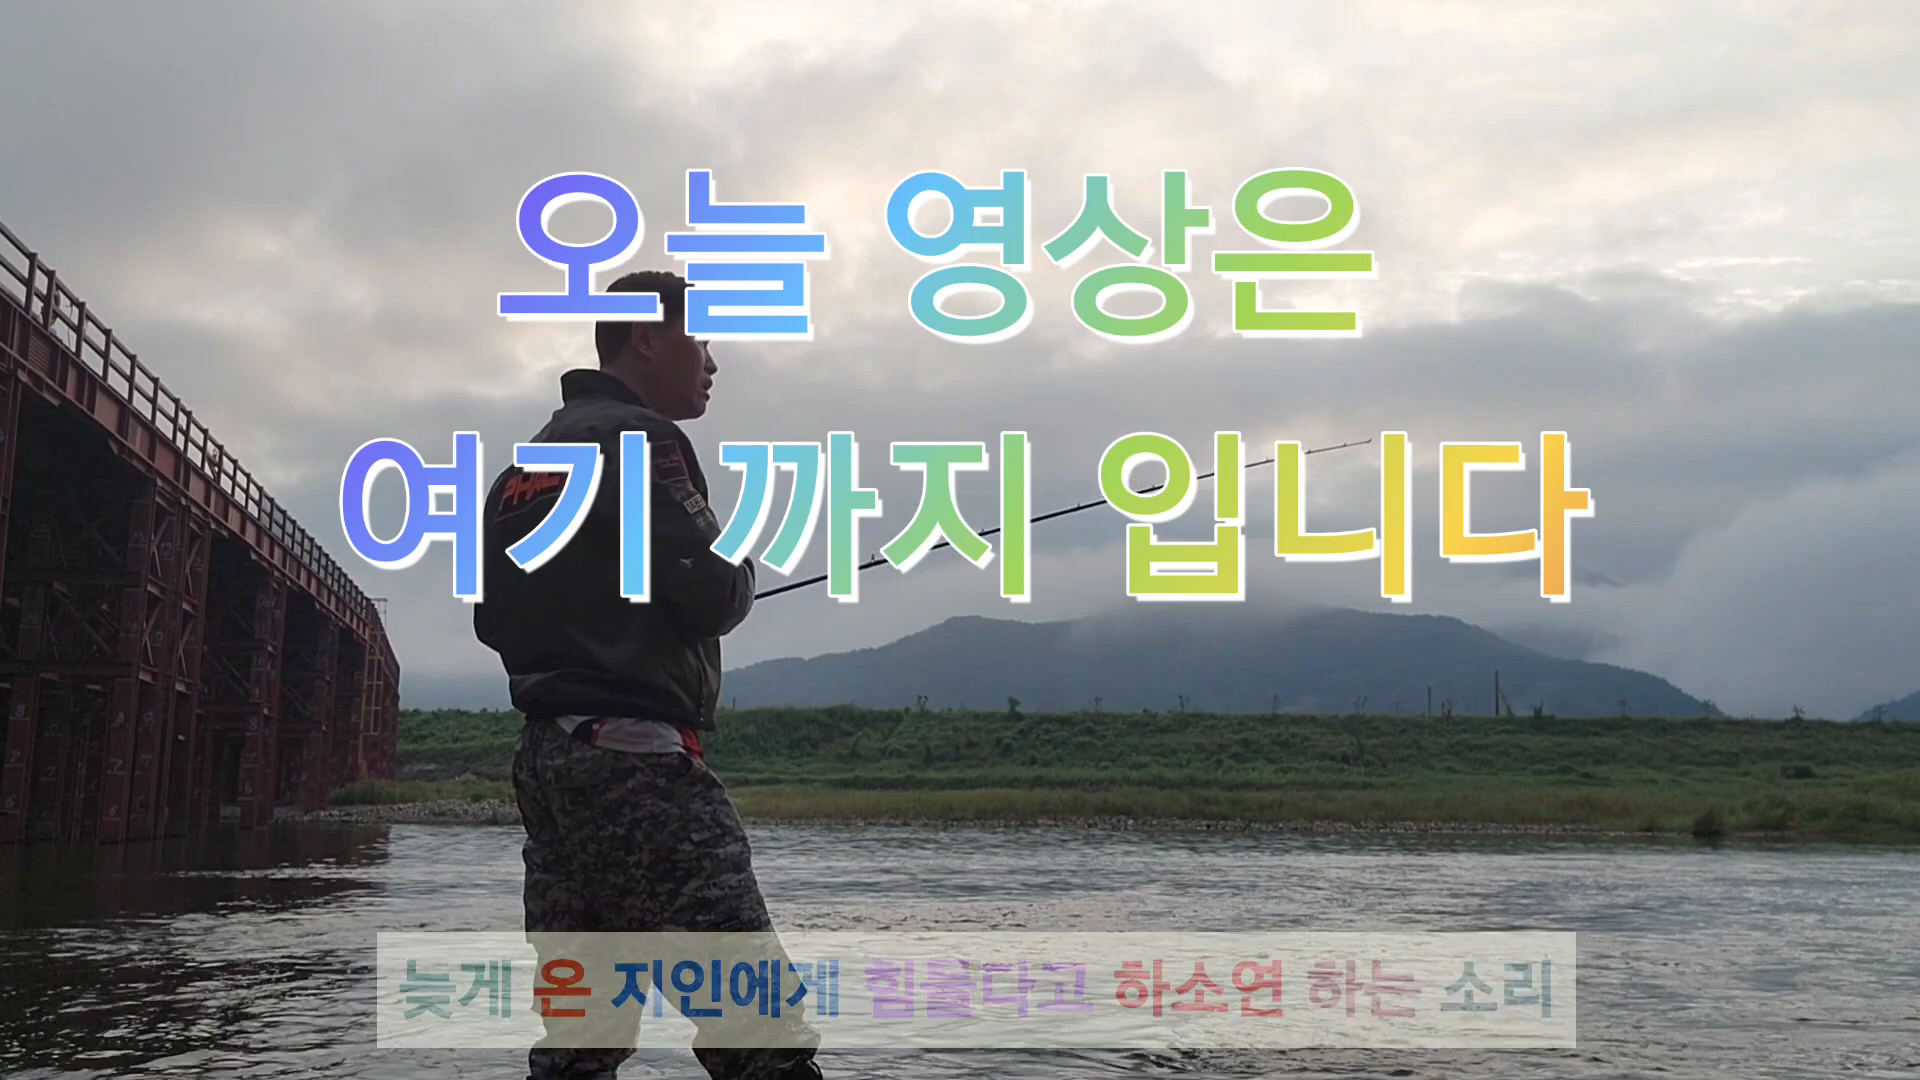 오늘 영상은
여기 까지 입니다
늦게 온 지인에게 힘을다고 하소연 하는 소리